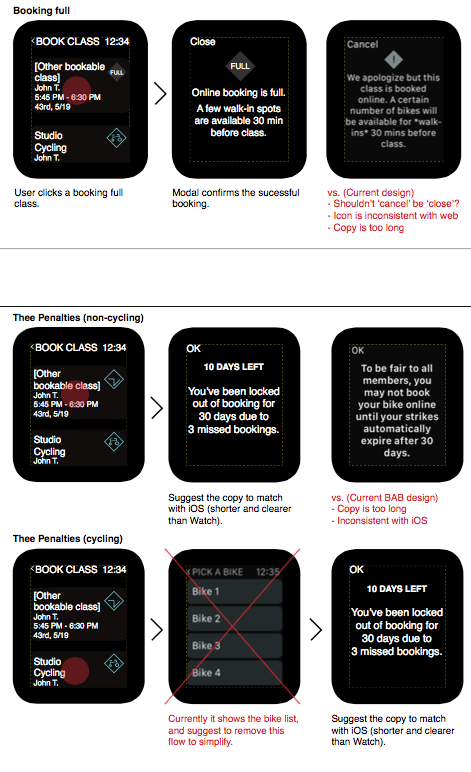 Booking full
‹BOOK CLASS 12:34
[Other bookable
class]
FULL
John T.
5:45 PM - 6:30 PM
43rd, 5/19
Studio
Cycling
John T.
Close
FULL
Online booking is full.
A few walk-in spots
are available 30 min
before class.
Cancel
We apologize but this
class is booked
online. A certain
number of bikes will
be available for *walk-
ins* 30 mins before
class.
User clicks a booking full
class.
Modal confirms the sucessful
booking.
vs. (Current design)
- Shouldn't 'cancel' be 'close'?
- Icon is inconsistent with web
- Copy is too long
Thee Penalties (non-cycling)
‹BOOK CLASS 12:34
[Other
bookable class]
John T.
5:45 PM - 6:30 PM
43rd, 5/19
Studio
Cycling
John T.
OK
10 DAYS LEFT
You've been locked
out of booking for
30 days due to
3 missed bookings.
OK
To be fair to all
members, you
may not book
your bike online
until your strikes
automatically
expire after 30
days.
Suggest the copy to match
with iOS (shorter and clearer
than Watch).
vs. (Current BAB design)
- Copy is too long
- Inconsistent with iOS
Thee Penalties (cycling)
‹BOOK CLASS 12:34
[Other
bookable class]
John T.
5:45 PM - 6:30 PM
43rd, 5/19
Studio
Cycling
John T.
‹PICK A BIKE 12:35
Bike 1
Bike 2
Bike 3
Bike 4
OK
10 DAYS LEFT
You've been locked
out of booking for
30 days due to
3 missed bookings.
Currently it shows the bike list,
and suggest to remove this
flow to simplify.
Suggest the copy to match
with iOS (shorter and clearer
than Watch).